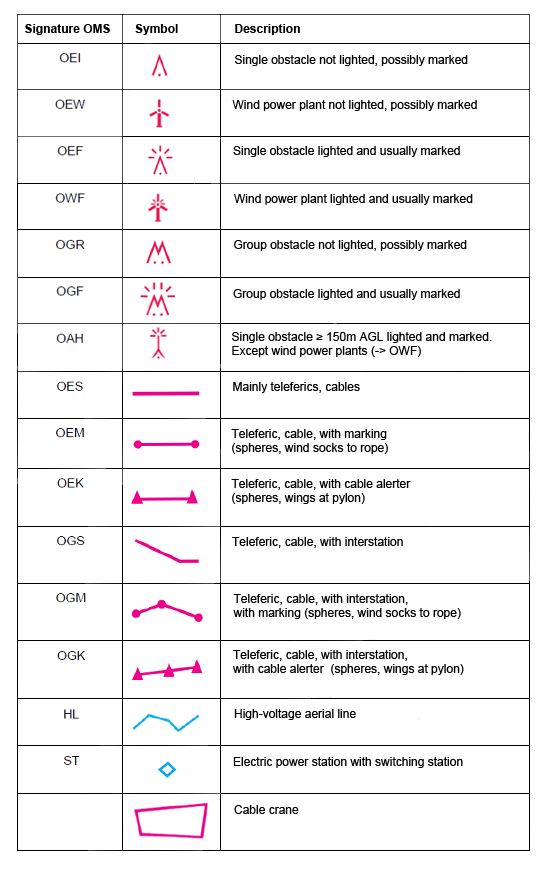 Signature OMS Symbol Description
OEI Single obstacle not lighted, possibly marked
OEW Wind power plant not lighted, possibly marked
OEF Single obstacle lighted and usually marked
OWF Wind power plant lighted and usually marked
OGR Group obstacle not lighted, possibly marked
OGF Group obstacle lighted and usually marked
OAH Single obstacle ≥ 150m AGL lighted and marked.
Except wind power plants (-> OWF)
OES Mainly teleferics, cables
OEM Teleferic, cable, with marking
(spheres, wind socks to rope)
OEK Teleferic, cable, with cable alerter
(spheres, wings at pylon)
OGS Teleferic, cable, with interstation
OGM Teleferic, cable, with interstation,
with marking (spheres, wind socks to rope)
OGK Teleferic, cable, with interstation,
with cable alerter (spheres, wings at pylon)
HL High-voltage aerial line
ST Electric power station with switching station
Cable crane